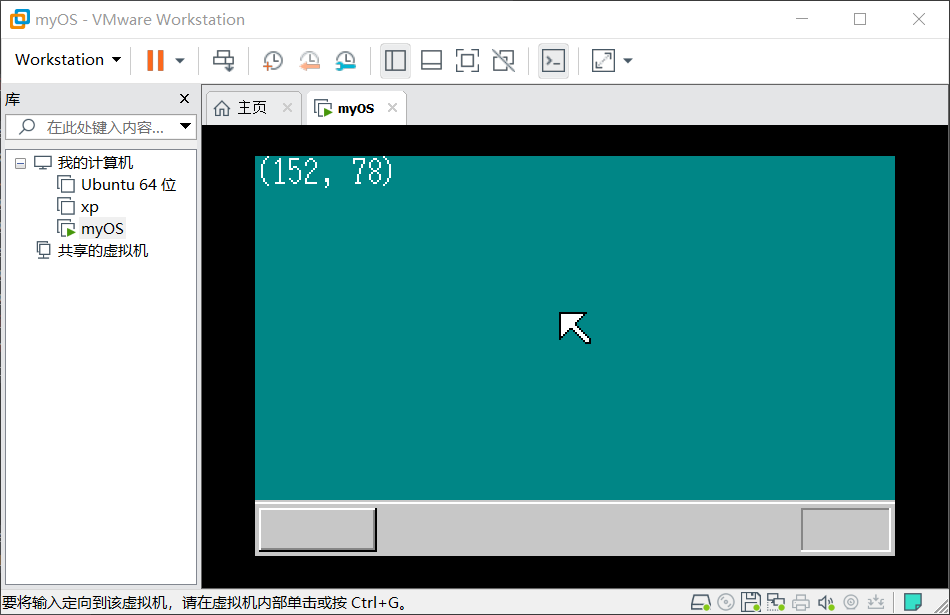 myOS - VMware Workstation
Workstation
库
主页
myOS
在此处键入内容...
我的计算机
Ubuntu 64 位
xp
myOS
共享的虚拟机
(152, 78)
要将输入定向到该虚拟机，请在虚拟机内部单击或按 Ctrl+G。